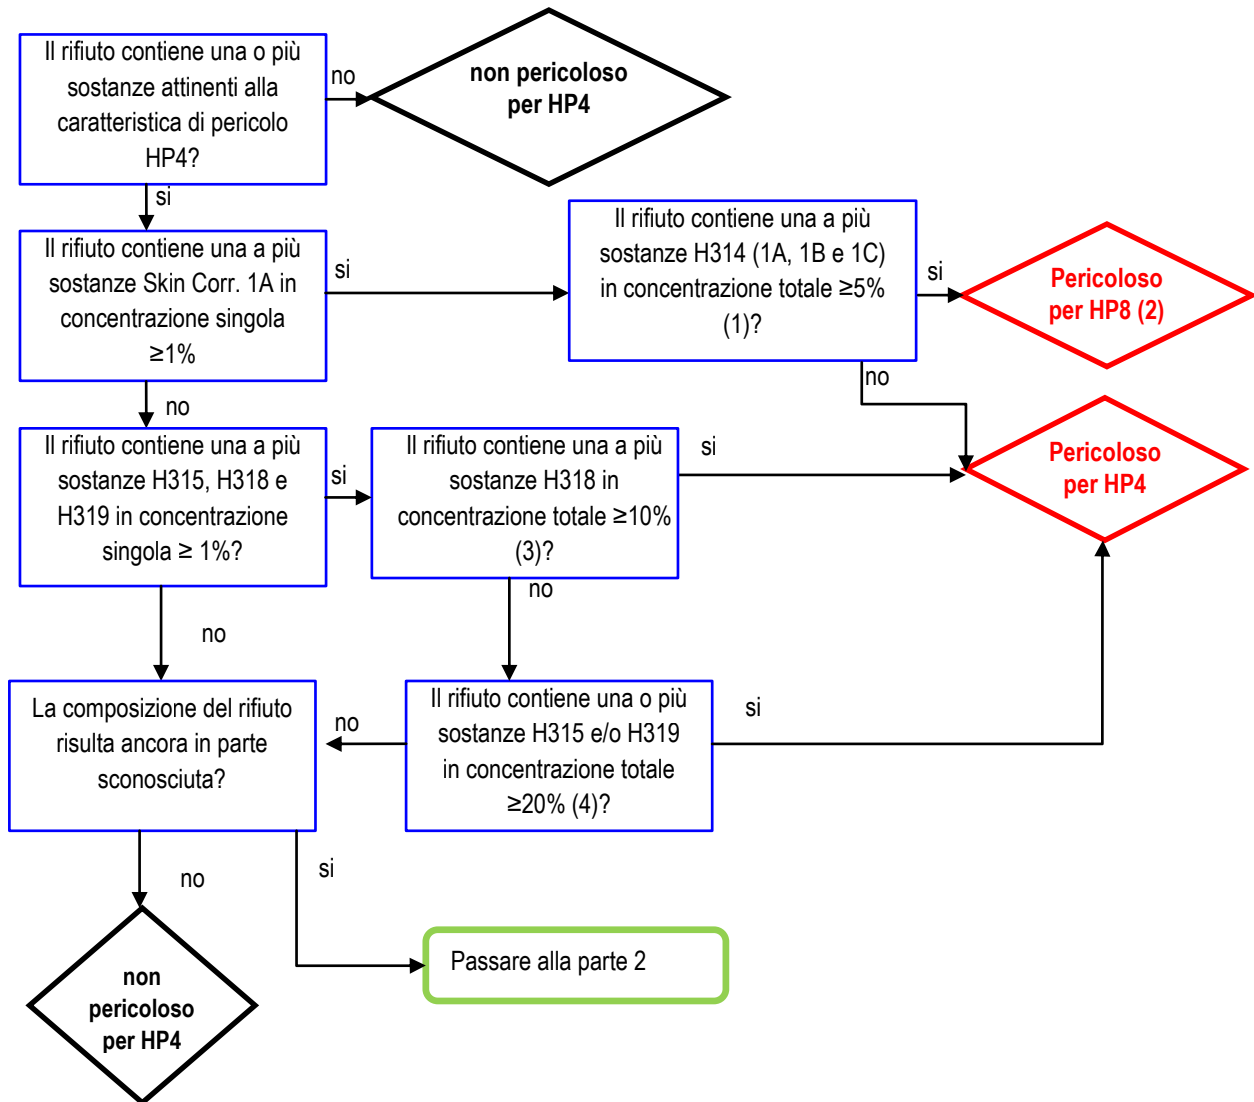 Il rifiuto contiene una o più
sostanze attinenti alla
caratteristica di pericolo
HP4?
no
non pericoloso
per HP4
si
Il rifiuto contiene una a più
sostanze Skin Corr. 1A in
concentrazione singola
≥1%
si
Il rifiuto contiene una a più
sostanze H314 (1A, 1B e 1C)
in concentrazione totale ≥5%
(1)?
si
Pericoloso
per HP8 (2)
no
no
Il rifiuto contiene una a più
sostanze H315, H318 e
H319 in concentrazione
singola ≥ 1%?
si
Il rifiuto contiene una a più
sostanze H318 in
concentrazione totale ≥10%
(3)?
si
Pericoloso
per HP4
no
no
La composizione del rifiuto
risulta ancora in parte
sconosciuta?
no
Il rifiuto contiene una o più
sostanze H315 e/o H319
in concentrazione totale
≥20% (4)?
si
no
si
non
pericoloso
per HP4
Passare alla parte 2